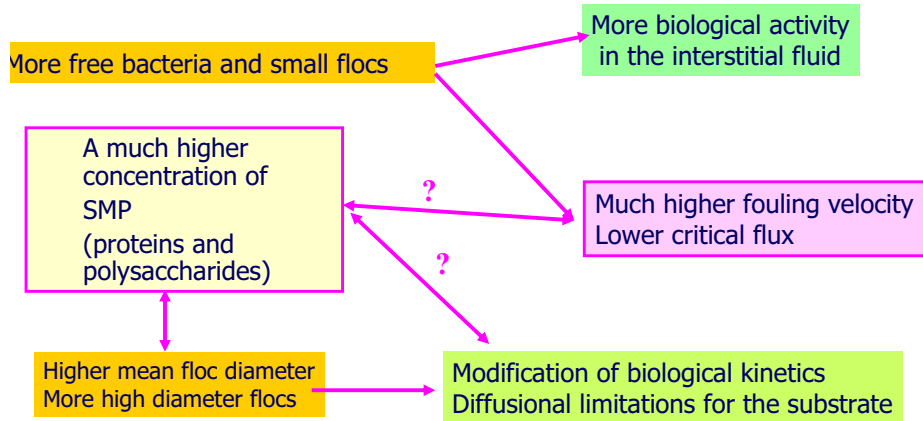 More biological activity
in the interstitial fluid
More free bacteria and small flocs
A much higher
concentration of
SMP
(proteins and
polysaccharides)
?
Much higher fouling velocity
Lower critical flux
?
Higher mean floc diameter
More high diameter flocs
Modification of biological kinetics
Diffusional limitations for the substrate